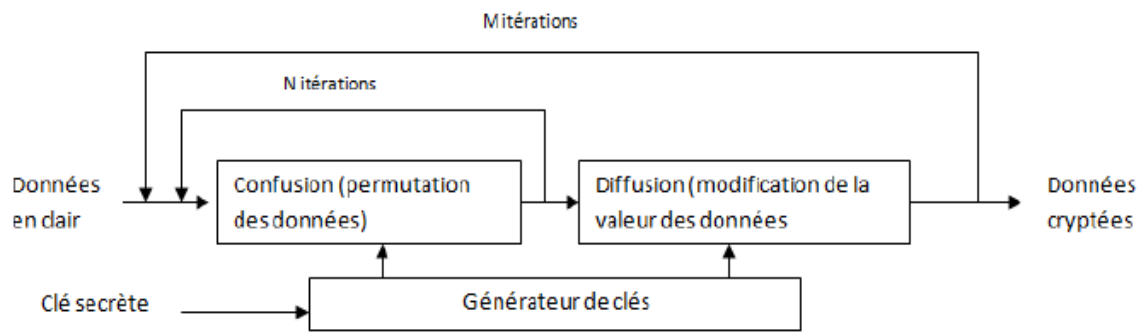 M itérations
N itérations
Données
en clair
Confusion (permutation
des données)
Diffusion (modification de la
valeur des données
Données
cryptées
Clé secrète
Générateur de clés